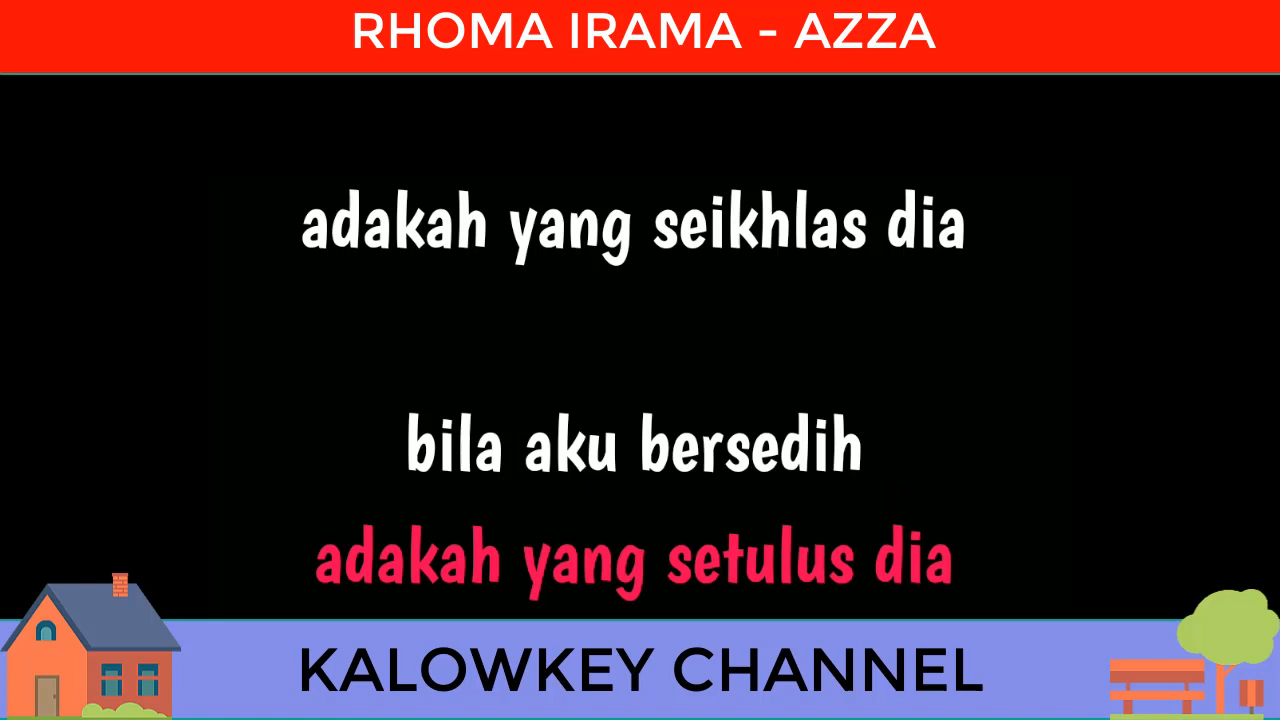 RHOMA IRAMA - AZZA
adakah yang seikhlas dia
bila aku bersedih
adakah yang setulus dia
KALOWKEY CHANNEL